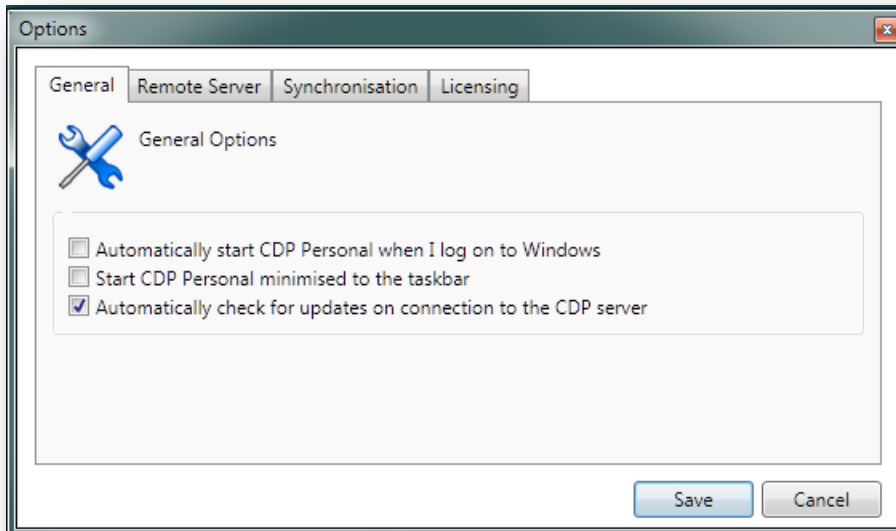 Options
General
Remote Server
Synchronisation
Licensing
General Options
Automatically start CDP Personal when I log on to Windows
Start CDP Personal minimised to the taskbar
Automatically check for updates on connection to the CDP server
Save
Cancel